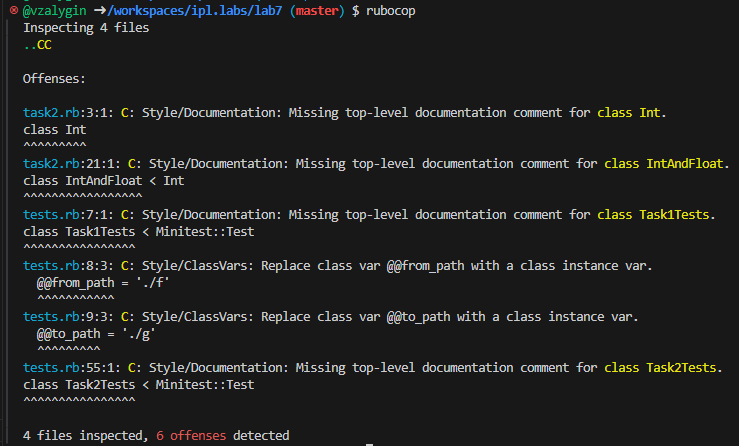 @vzalygin ➜/workspaces/ipl.labs/lab7 (master) $ rubocop
Inspecting 4 files
..CC

Offenses:

task2.rb:3:1: C: Style/Documentation: Missing top-level documentation comment for class Int.
class Int
^^^^^^^^^
task2.rb:21:1: C: Style/Documentation: Missing top-level documentation comment for class IntAndFloat.
class IntAndFloat < Int
^^^^^^^^^^^^^^^^^
tests.rb:7:1: C: Style/Documentation: Missing top-level documentation comment for class Task1Tests.
class Task1Tests < Minitest::Test
^^^^^^^^^^^^^^^^
tests.rb:8:3: C: Style/ClassVars: Replace class var @@from_path with a class instance var.
  @@from_path = './f'
  ^^^^^^^^^^^
tests.rb:9:3: C: Style/ClassVars: Replace class var @@to_path with a class instance var.
  @@to_path = './g'
  ^^^^^^^^^
tests.rb:55:1: C: Style/Documentation: Missing top-level documentation comment for class Task2Tests.
class Task2Tests < Minitest::Test
^^^^^^^^^^^^^^^^

4 files inspected, 6 offenses detected